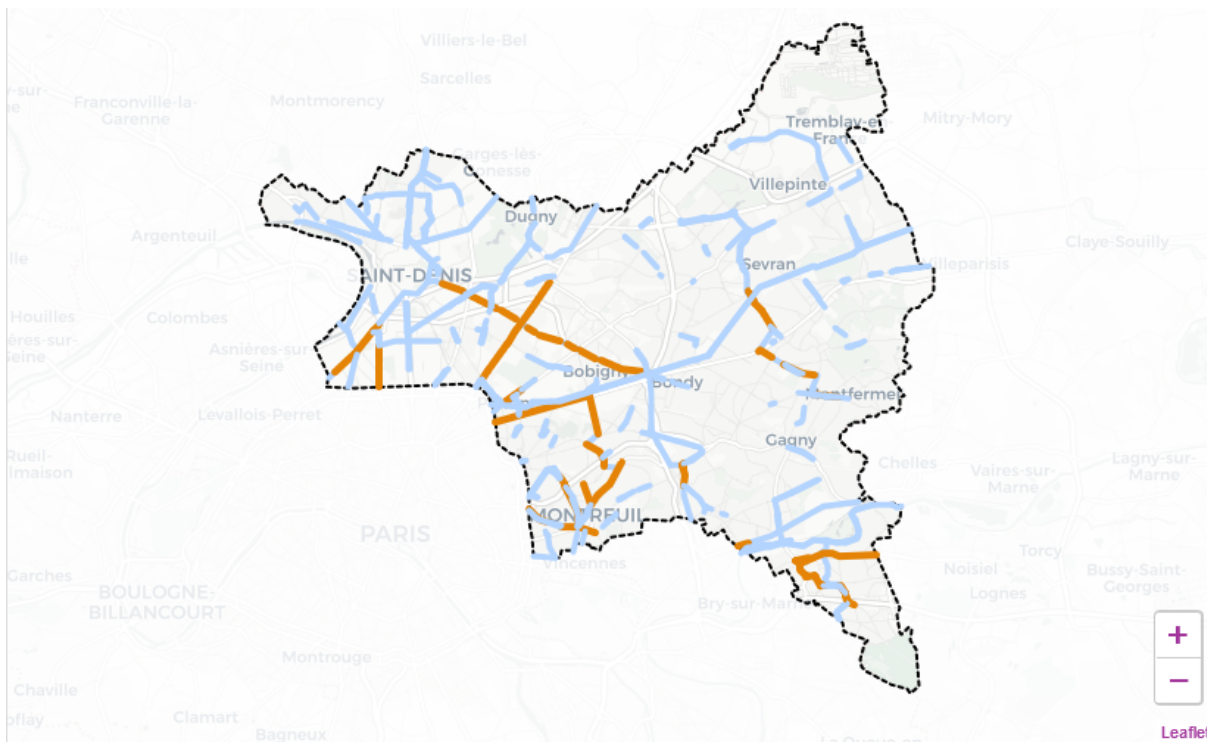 Villiers-le-Bel
Sarcelles
Franconville-la-
Garenne
Montmorency
Tremblay-en-
France
Mitry-Mory
Garges-lès-
Gonesse
Villepinte
Dugny
Argenteuil
Claye-Souilly
SAINT-DENIS
Sevran
Villeparisis
Houilles
Colombes
Asnières-sur-
Seine
Bobigny
Bondy
Nanterre
Levallois-Perret
Montfermeil
Gagny
Rueil-
Malmaison
Chelles
Vaires-sur-
Marne
Lagny-sur-
Marne
PARIS
MONTREUIL
Vincennes
Torcy
Garches
Noisiel
Lognes
Bussy-Saint-
Georges
BOULOGNE-
BILLANCOURT
Bry-sur-Marne
Montrouge
+
−
Chaville
Clamart
Bagneux
Leaflet